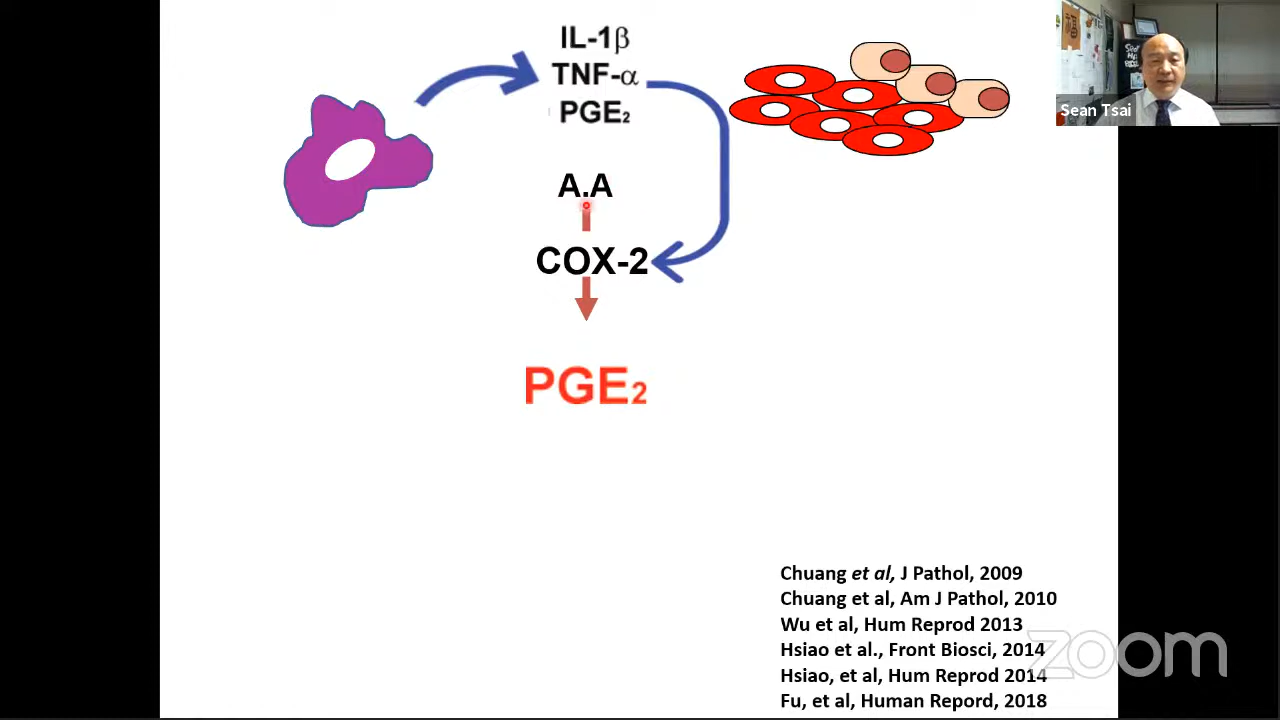 IL-1β
TNF-α
PGE₂
A.A
COX-2
PGE₂
Sean Tsai
Chuang et al, J Pathol, 2009
Chuang et al, Am J Pathol, 2010
Wu et al, Hum Reprod 2013
Hsiao et al., Front Biosci, 2014
Hsiao, et al, Hum Reprod 2014
Fu, et al, Human Repord, 2018
zoom